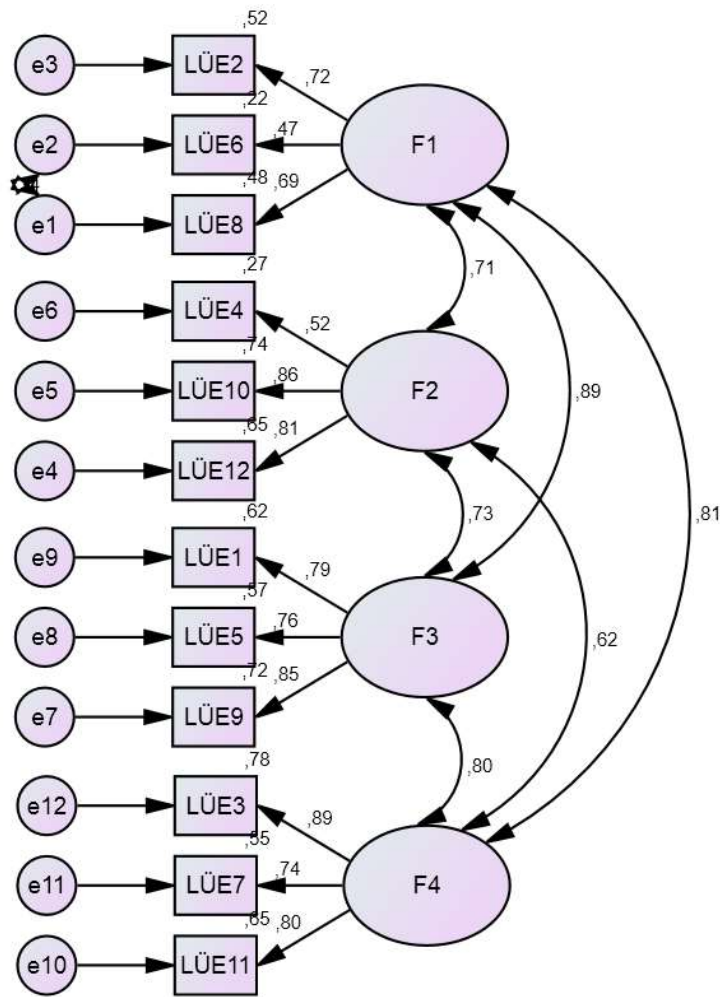 ,52
e3 LÜE2 ,72
,22
e2 LÜE6 ,47 F1
,48 ,69
e1 LÜE8
,27 ,71
e6 LÜE4 ,52
,74
e5 LÜE10 ,86 F2 ,89
,65 ,81
e4 LÜE12
,62 ,73 ,81
e9 LÜE1 ,79
,57
e8 LÜE5 ,76 F3 ,62
,72 ,85
e7 LÜE9
,78 ,80
e12 LÜE3 ,89
,55
e11 LÜE7 ,74 F4
,65 ,80
e10 LÜE11